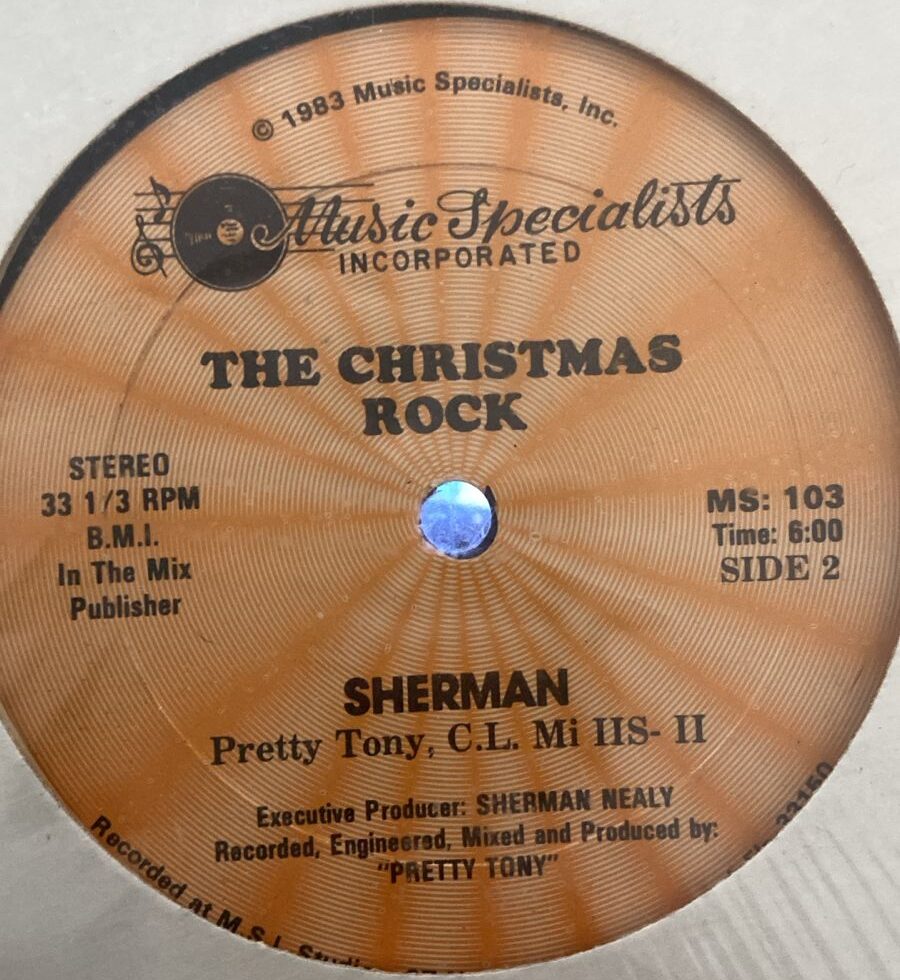 © 1983 Music Specialists, Inc.
Music Specialists
INCORPORATED
THE CHRISTMAS
ROCK
STEREO
33 1/3 RPM
B.M.I.
In The Mix
Publisher
MS: 103
Time: 6:00
SIDE 2
SHERMAN
Pretty Tony, C.L. Mi IIS- II
Executive Producer: SHERMAN NEALY
Recorded, Engineered, Mixed and Produced by:
"PRETTY TONY"
Recorded at M.S.I. 33150